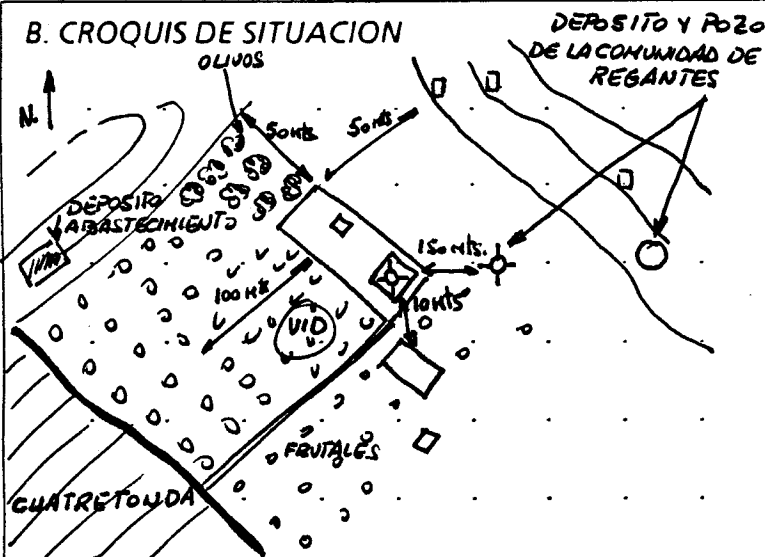 B. CROQUIS DE SITUACION
DEPOSITO Y POZO
DE LA COMUNIDAD DE
REGANTES
OLIVOS
N.
50 mts
50 mts.
DEPOSITO
ABASTECIMIENTO
150 MTS.
100 MTS
10 MTS
VID
FRUTALES
CUATRETONDA